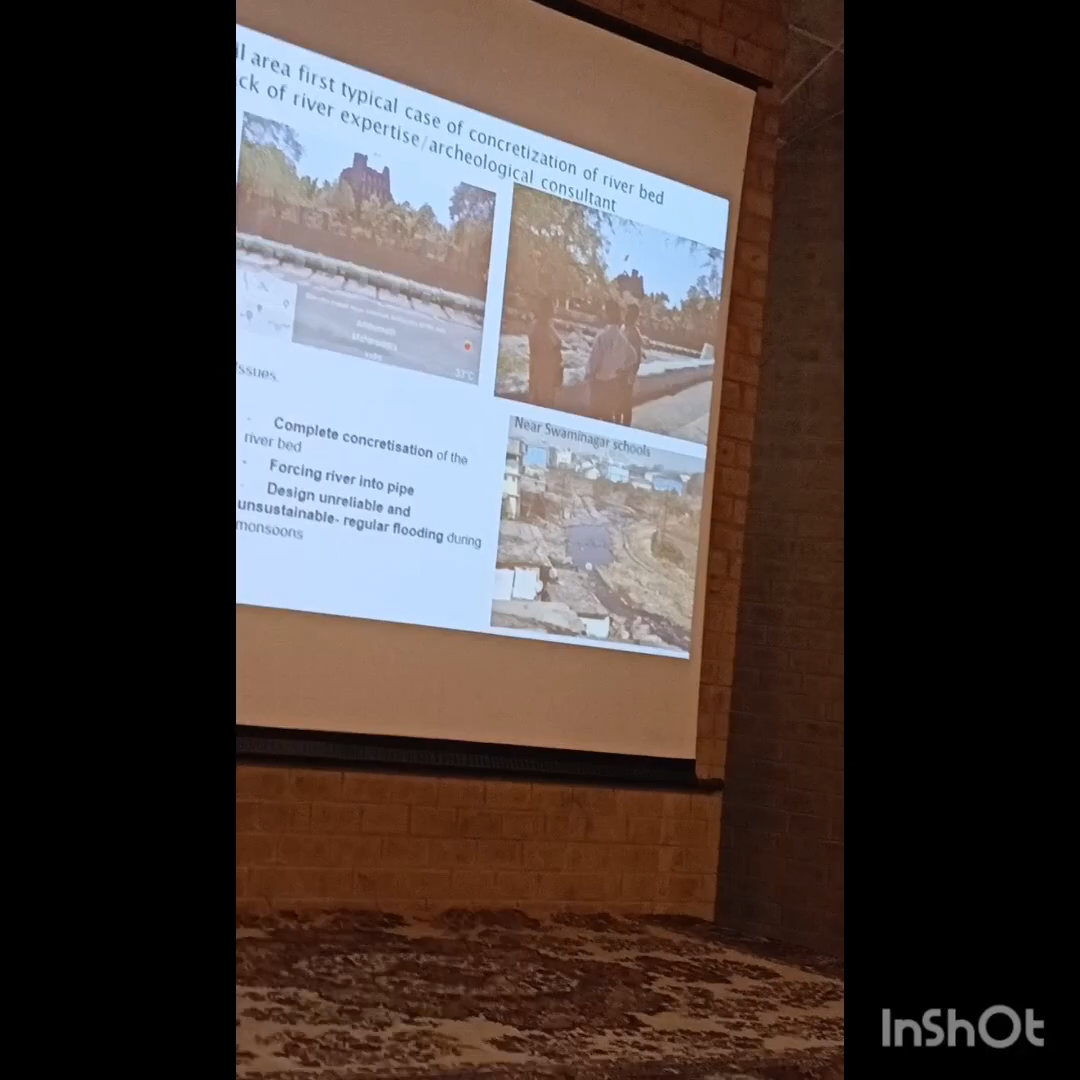 il area first typical case of concretization of river bed
ck of river expertise/archeological consultant
37°C
ssues
- Complete concretisation of the
river bed
- Forcing river into pipe
- Design unreliable and
unsustainable- regular flooding during
monsoons
Near Swaminagar schools
InShOt